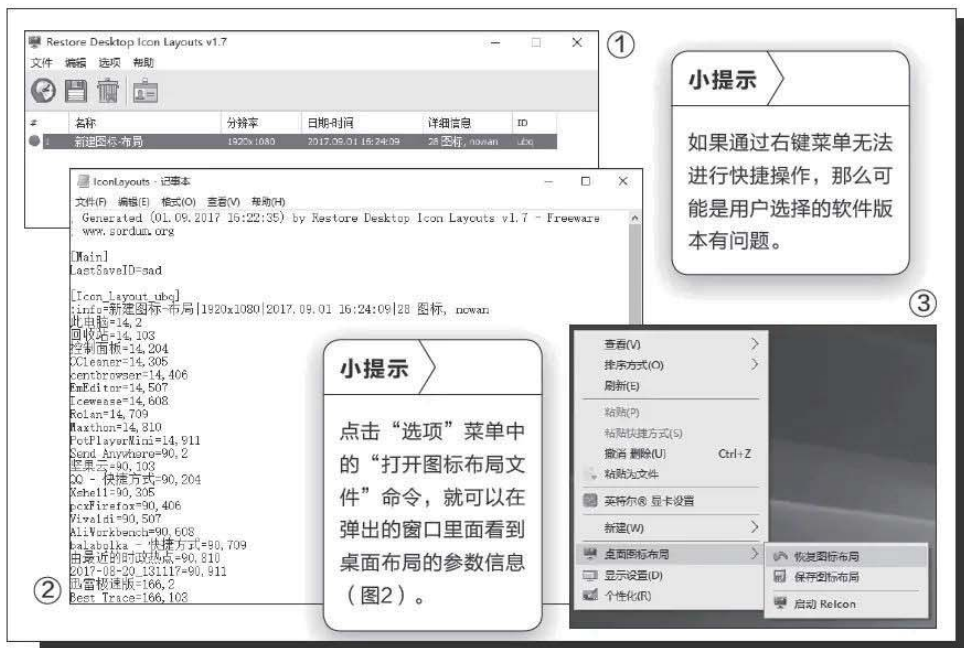 Restore Desktop Icon Layouts v1.7
①
文件 编辑 选项 帮助
# 名称 分辨率 日期-时间 详细信息 ID
1 新建图标-布局 1920x1080 2017.09.01 16:24:09 28 图标, nowan ubq
小提示
如果通过右键菜单无法
进行快捷操作，那么可
能是用户选择的软件版
本有问题。
IconLayouts - 记事本
文件(F) 编辑(E) 格式(O) 查看(V) 帮助(H)
; Generated (01.09.2017 16:22:35) by Restore Desktop Icon Layouts v1.7 - Freeware
; www.sordum.org
[Main]
LastSaveID=sad
[Icon_Layout_ubq]
:info=新建图标-布局|1920x1080|2017.09.01 16:24:09|28 图标, nowan
此电脑=14,2
回收站=14,103
控制面板=14,204
CCleaner=14,305
centbrowser=14,406
EmEditor=14,507
Icewease=14,608
Rolan=14,709
Maxthon=14,810
PotPlayerMini=14,911
Send Anywhere=90,2
坚果云=90,103
QQ - 快捷方式=90,204
Xshell=90,305
pcxFirefox=90,406
Vivaldi=90,507
AliWorkbench=90,608
balabolka - 快捷方式=90,709
由最近的时政热点=90,810
2017-08-20_131117=90,911
迅雷极速版=166,2
Best Trace=166,103
②
小提示
点击“选项”菜单中
的“打开图标布局文
件”命令，就可以在
弹出的窗口里面看到
桌面布局的参数信息
（图2）。
③
查看(V)
排序方式(O)
刷新(E)
粘贴(P)
粘贴快捷方式(S)
撤消 删除(U) Ctrl+Z
粘贴为文件
英特尔® 显卡设置
新建(W)
桌面图标布局
显示设置(D)
个性化(R)
恢复图标布局
保存图标布局
启动 ReIcon